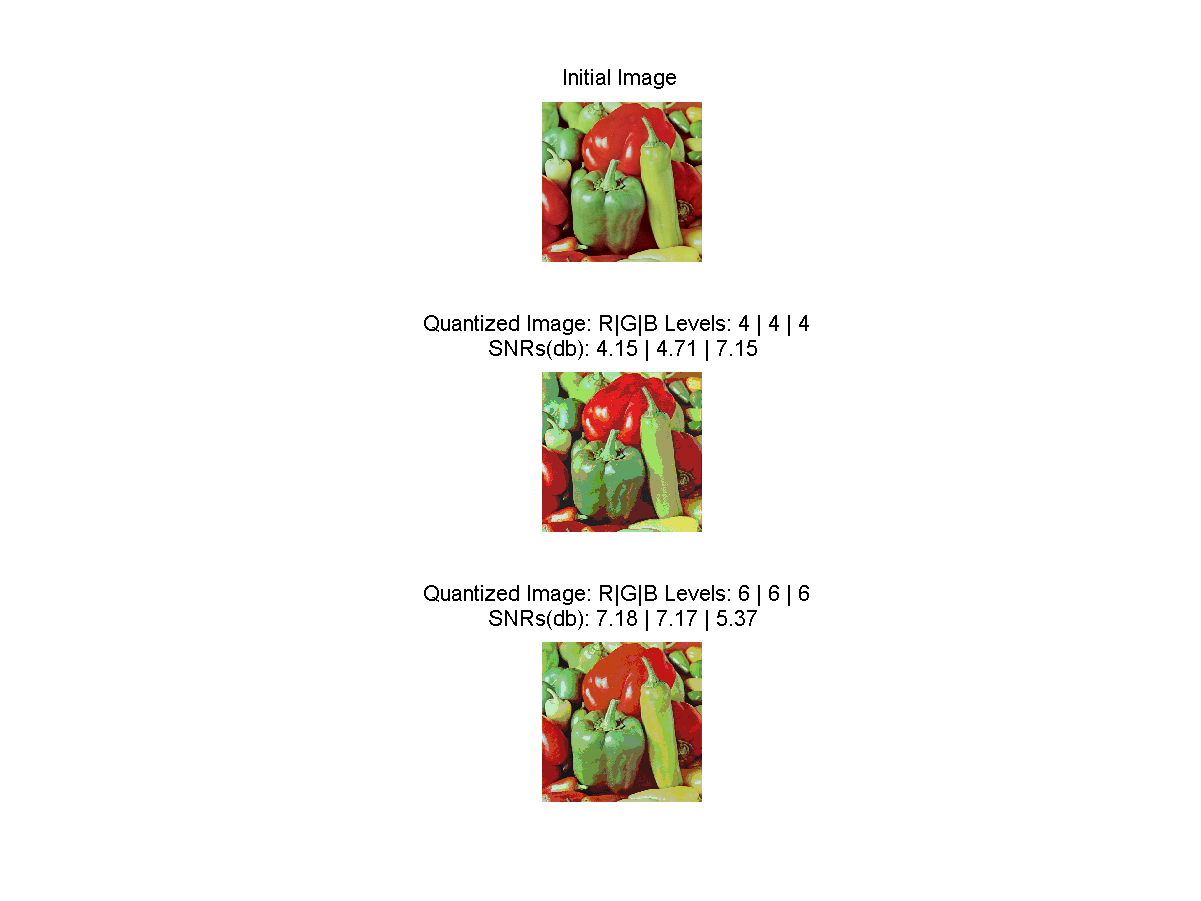 Initial Image
Quantized Image: R|G|B Levels: 4 | 4 | 4
SNRs(db): 4.15 | 4.71 | 7.15
Quantized Image: R|G|B Levels: 6 | 6 | 6
SNRs(db): 7.18 | 7.17 | 5.37